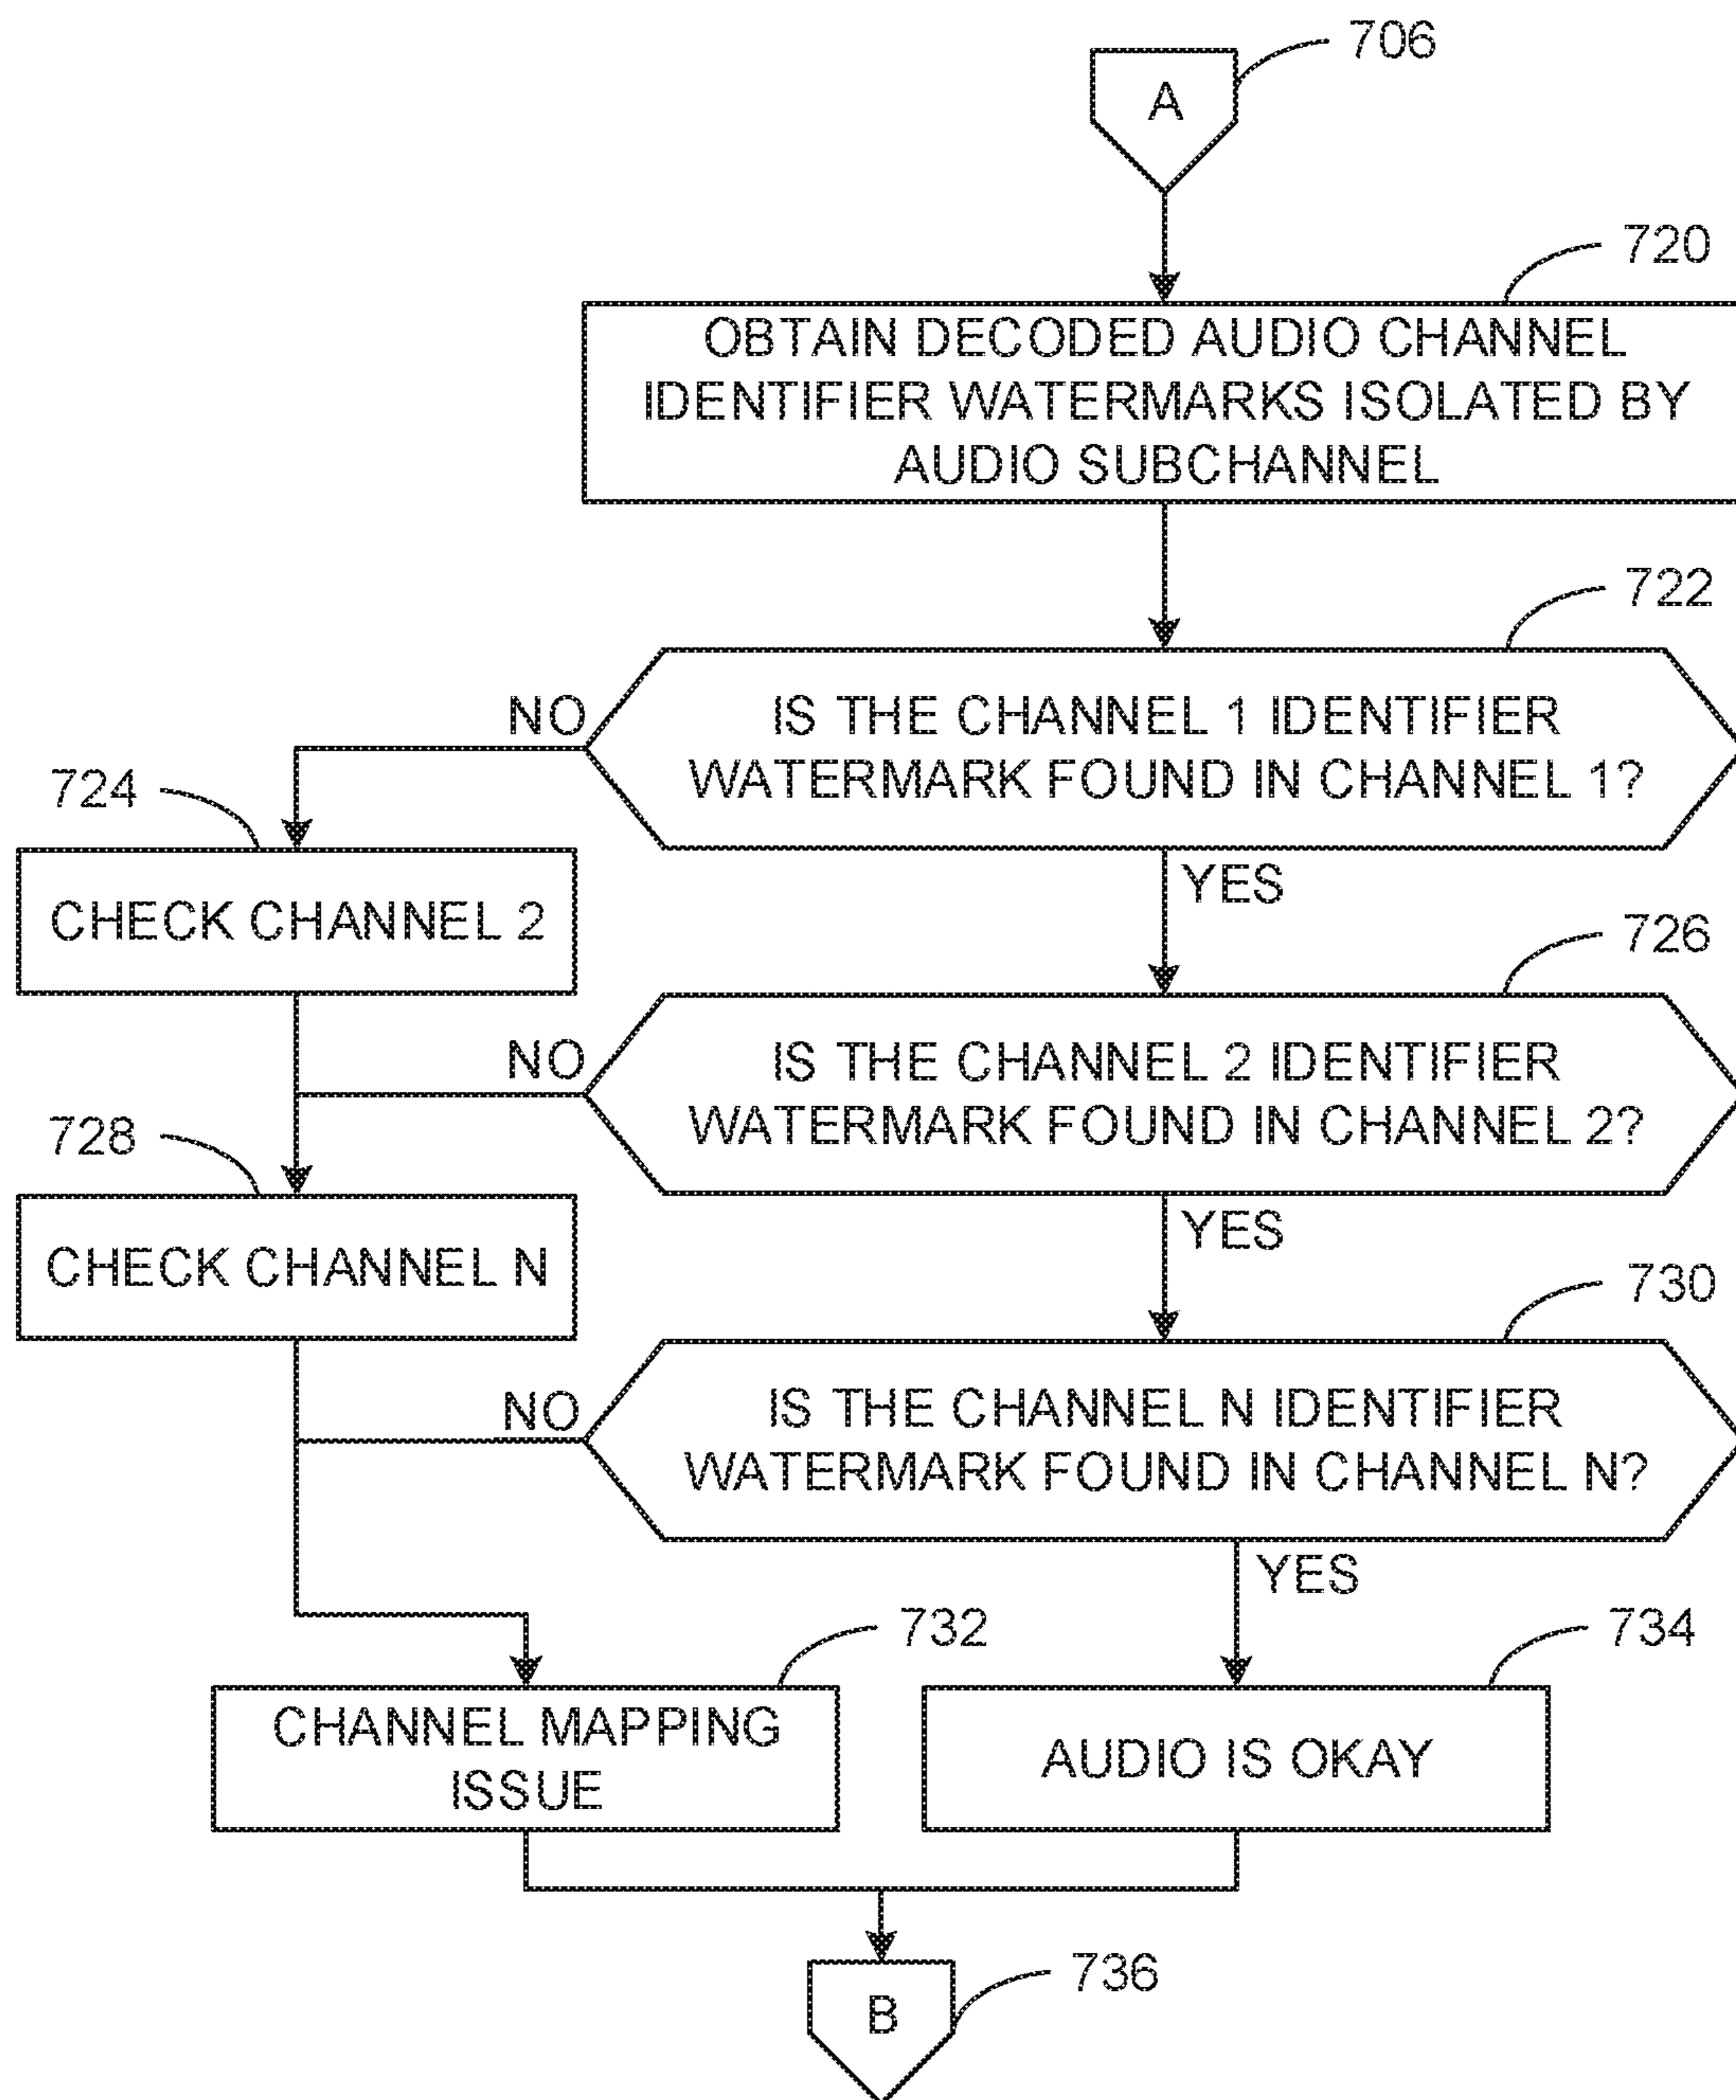 706
A
720
OBTAIN DECODED AUDIO CHANNEL
IDENTIFIER WATERMARKS ISOLATED BY
AUDIO SUBCHANNEL
722
NO
IS THE CHANNEL 1 IDENTIFIER
WATERMARK FOUND IN CHANNEL 1?
724
YES
CHECK CHANNEL 2
726
NO
IS THE CHANNEL 2 IDENTIFIER
WATERMARK FOUND IN CHANNEL 2?
728
YES
CHECK CHANNEL N
730
NO
IS THE CHANNEL N IDENTIFIER
WATERMARK FOUND IN CHANNEL N?
YES
732
734
CHANNEL MAPPING
ISSUE
AUDIO IS OKAY
736
B